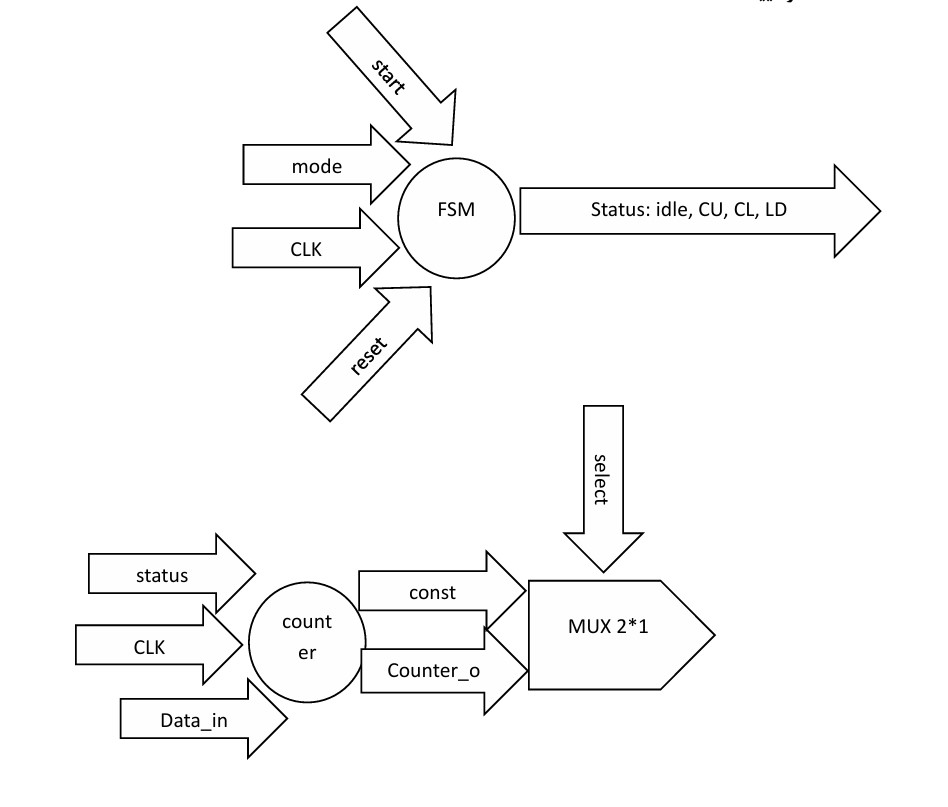 start
mode
FSM
Status: idle, CU, CL, LD
CLK
reset
select
status
const
count
er
MUX 2*1
CLK
Counter_o
Data_in